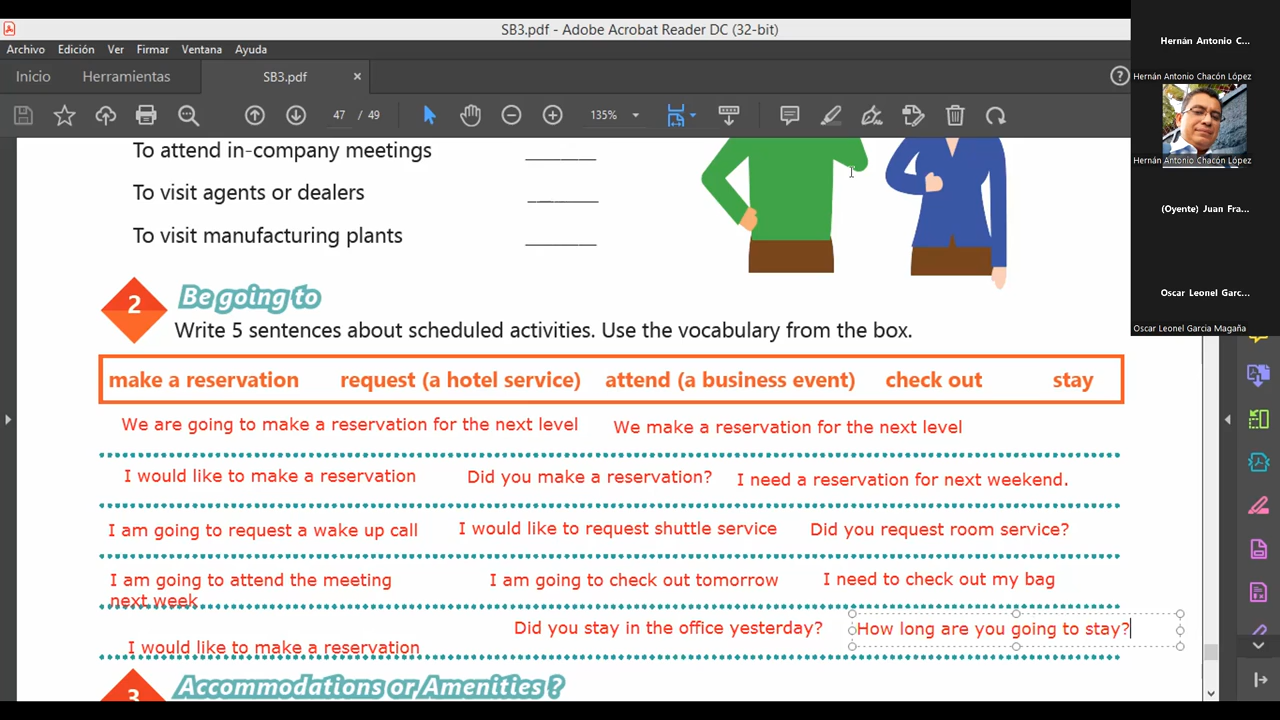 SB3.pdf - Adobe Acrobat Reader DC (32-bit)
Archivo Edición Ver Firmar Ventana Ayuda
Inicio Herramientas SB3.pdf ×
47 / 49 135%
To attend in-company meetings ______
To visit agents or dealers ______
To visit manufacturing plants ______
2 Be going to
Write 5 sentences about scheduled activities. Use the vocabulary from the box.
make a reservation request (a hotel service) attend (a business event) check out stay
We are going to make a reservation for the next level We make a reservation for the next level
I would like to make a reservation Did you make a reservation? I need a reservation for next weekend.
I am going to request a wake up call I would like to request shuttle service Did you request room service?
I am going to attend the meeting I am going to check out tomorrow I need to check out my bag
next week
Did you stay in the office yesterday? How long are you going to stay?
I would like to make a reservation
3 Accommodations or Amenities ?
Hernán Antonio C...
Hernán Antonio Chacón López
Hernán Antonio Chacón López
(Oyente) Juan Fra...
Oscar Leonel Garc...
Oscar Leonel Garcia Magaña